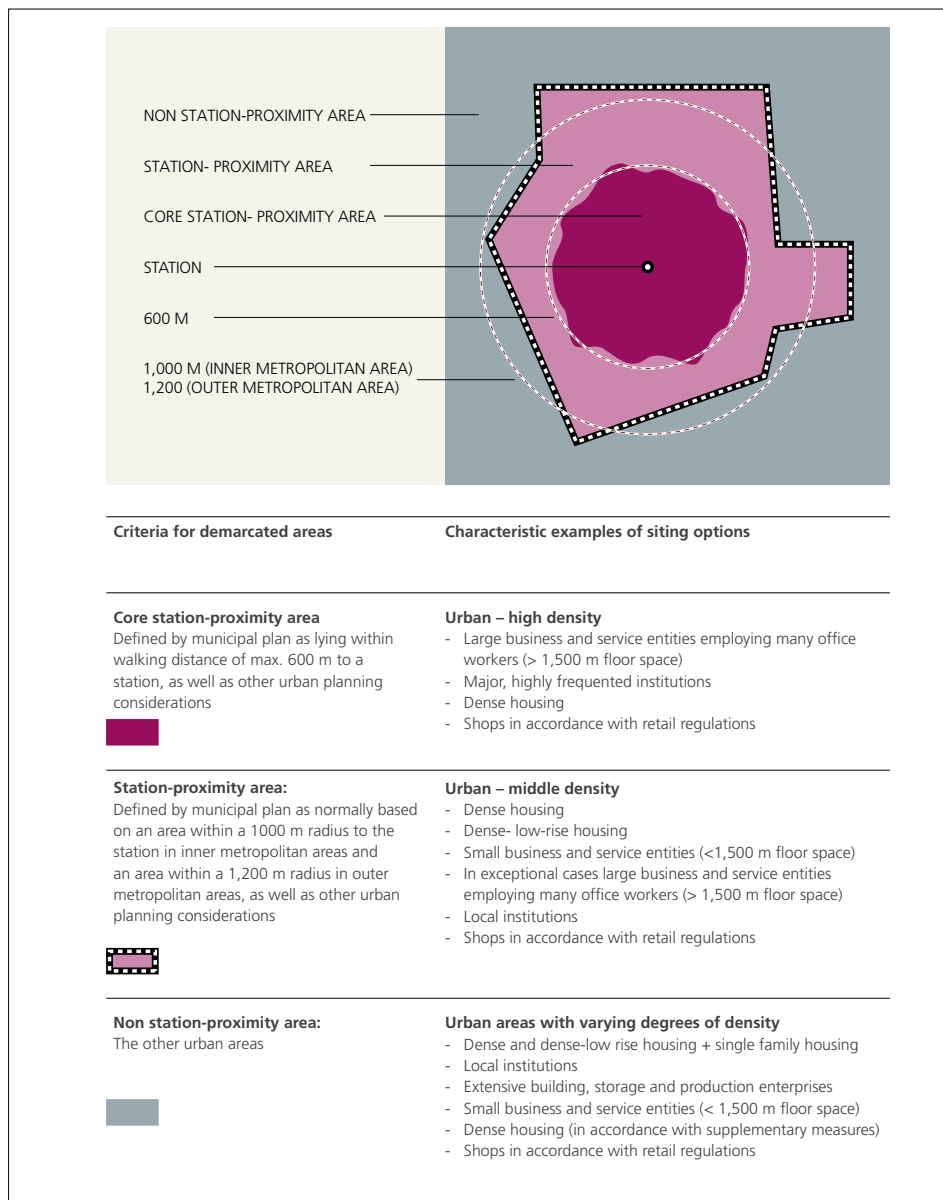 NON STATION-PROXIMITY AREA
STATION- PROXIMITY AREA
CORE STATION- PROXIMITY AREA
STATION
600 M
1,000 M (INNER METROPOLITAN AREA)
1,200 (OUTER METROPOLITAN AREA)
Criteria for demarcated areas
Characteristic examples of siting options
Core station-proximity area
Defined by municipal plan as lying within
walking distance of max. 600 m to a
station, as well as other urban planning
considerations
Urban – high density
- Large business and service entities employing many office
workers (> 1,500 m floor space)
- Major, highly frequented institutions
- Dense housing
- Shops in accordance with retail regulations
Station-proximity area:
Defined by municipal plan as normally based
on an area within a 1000 m radius to the
station in inner metropolitan areas and
an area within a 1,200 m radius in outer
metropolitan areas, as well as other urban
planning considerations
Urban – middle density
- Dense housing
- Dense- low-rise housing
- Small business and service entities (<1,500 m floor space)
- In exceptional cases large business and service entities
employing many office workers (> 1,500 m floor space)
- Local institutions
- Shops in accordance with retail regulations
Non station-proximity area:
The other urban areas
Urban areas with varying degrees of density
- Dense and dense-low rise housing + single family housing
- Local institutions
- Extensive building, storage and production enterprises
- Small business and service entities (< 1,500 m floor space)
- Dense housing (in accordance with supplementary measures)
- Shops in accordance with retail regulations